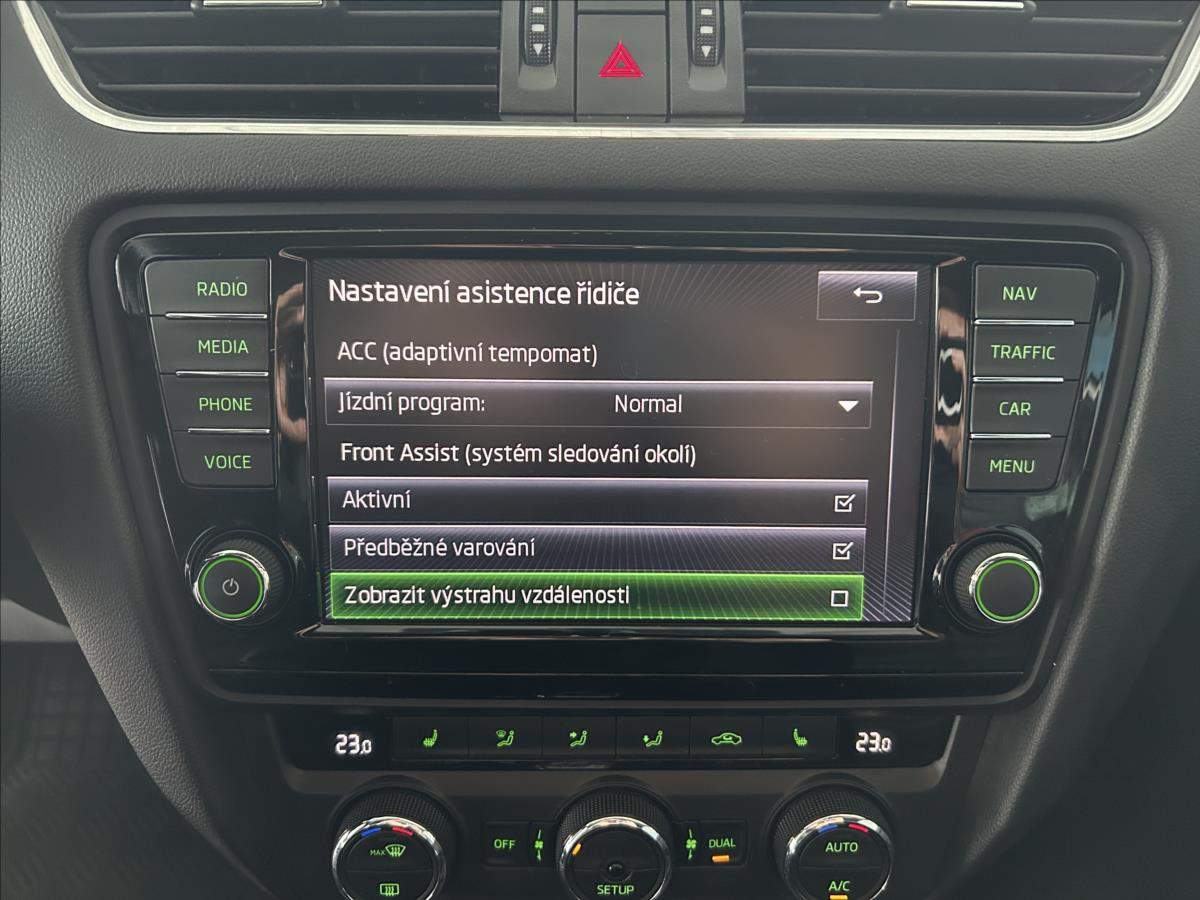 RADIO
MEDIA
PHONE
VOICE
Nastavení asistence řidiče
ACC (adaptivní tempomat)
Jízdní program: Normal
Front Assist (systém sledování okolí)
Aktivní
Předběžné varování
Zobrazit výstrahu vzdálenosti
NAV
TRAFFIC
CAR
MENU
23.0
23.0
MAX
OFF
SETUP
DUAL
AUTO
A/C